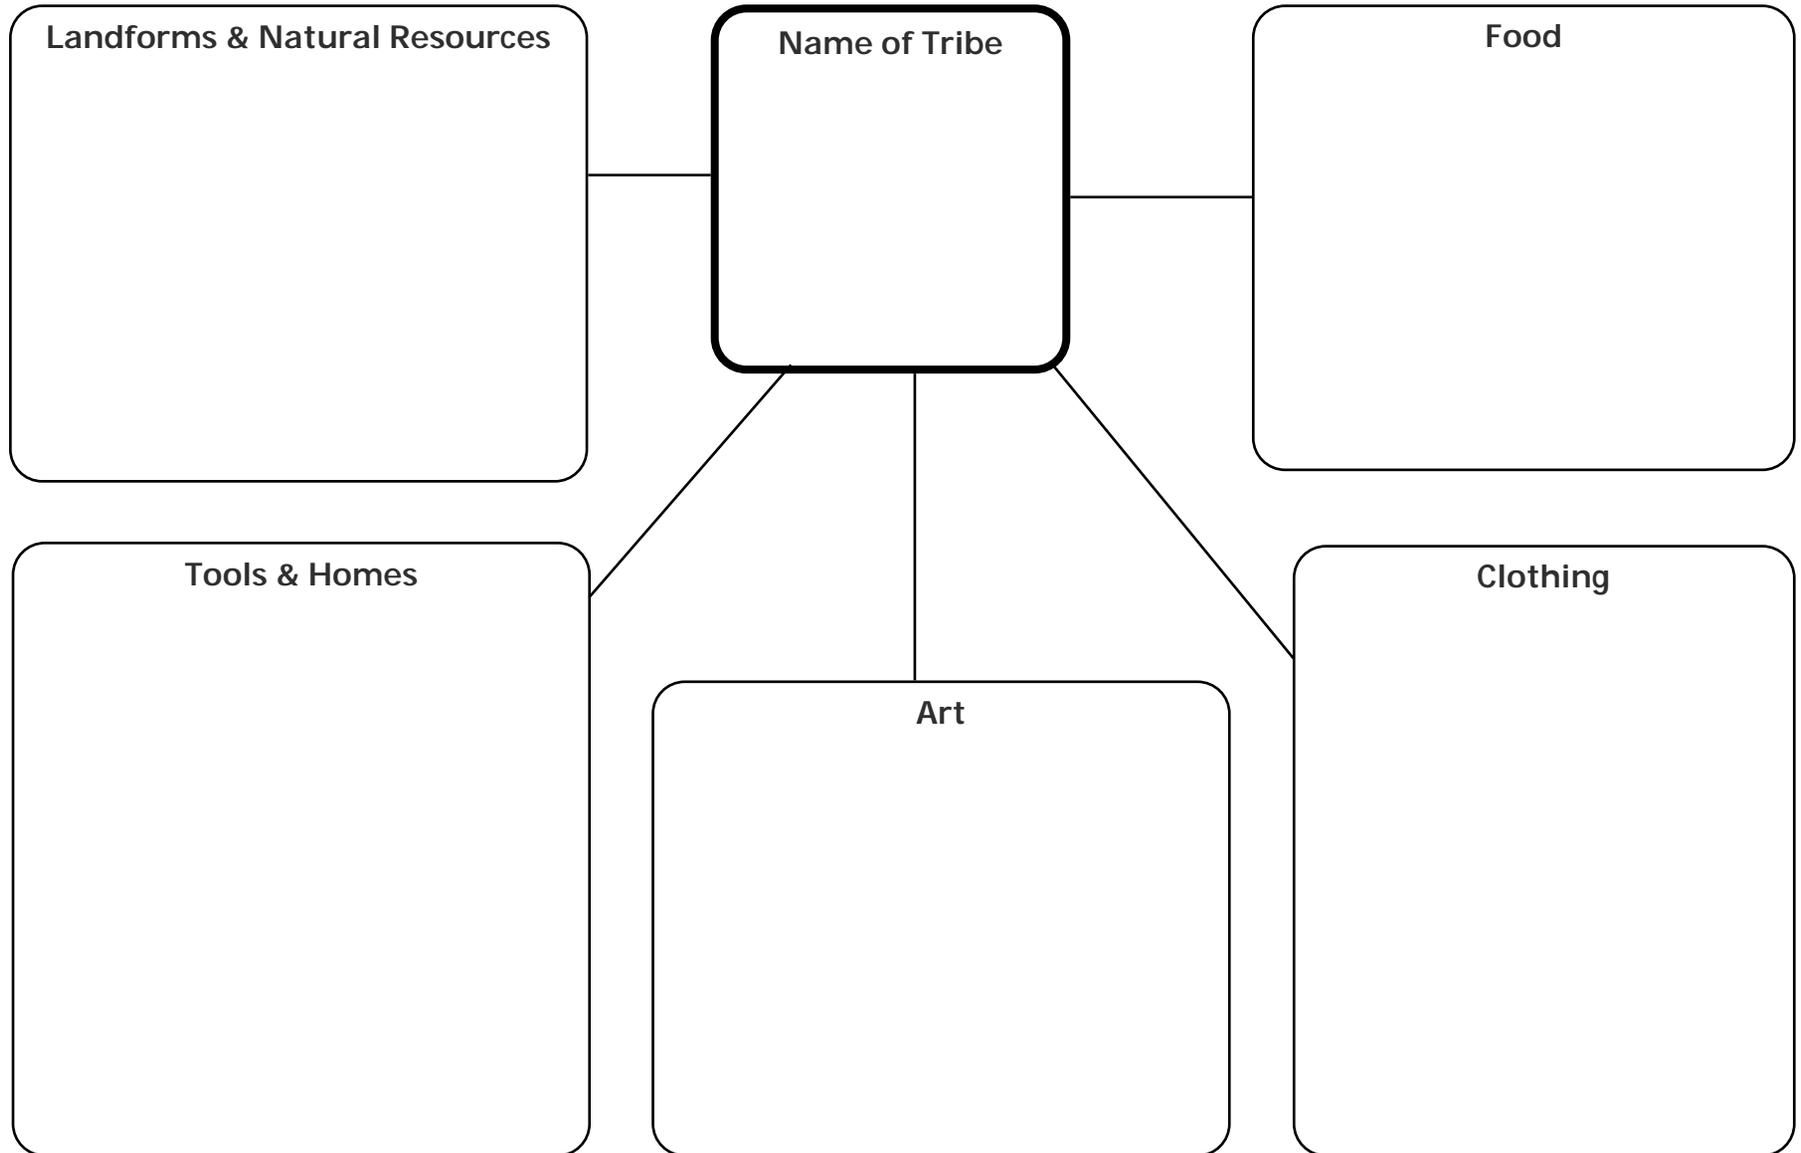 Landforms & Natural Resources
Name of Tribe
Food
Tools & Homes
Clothing
Art